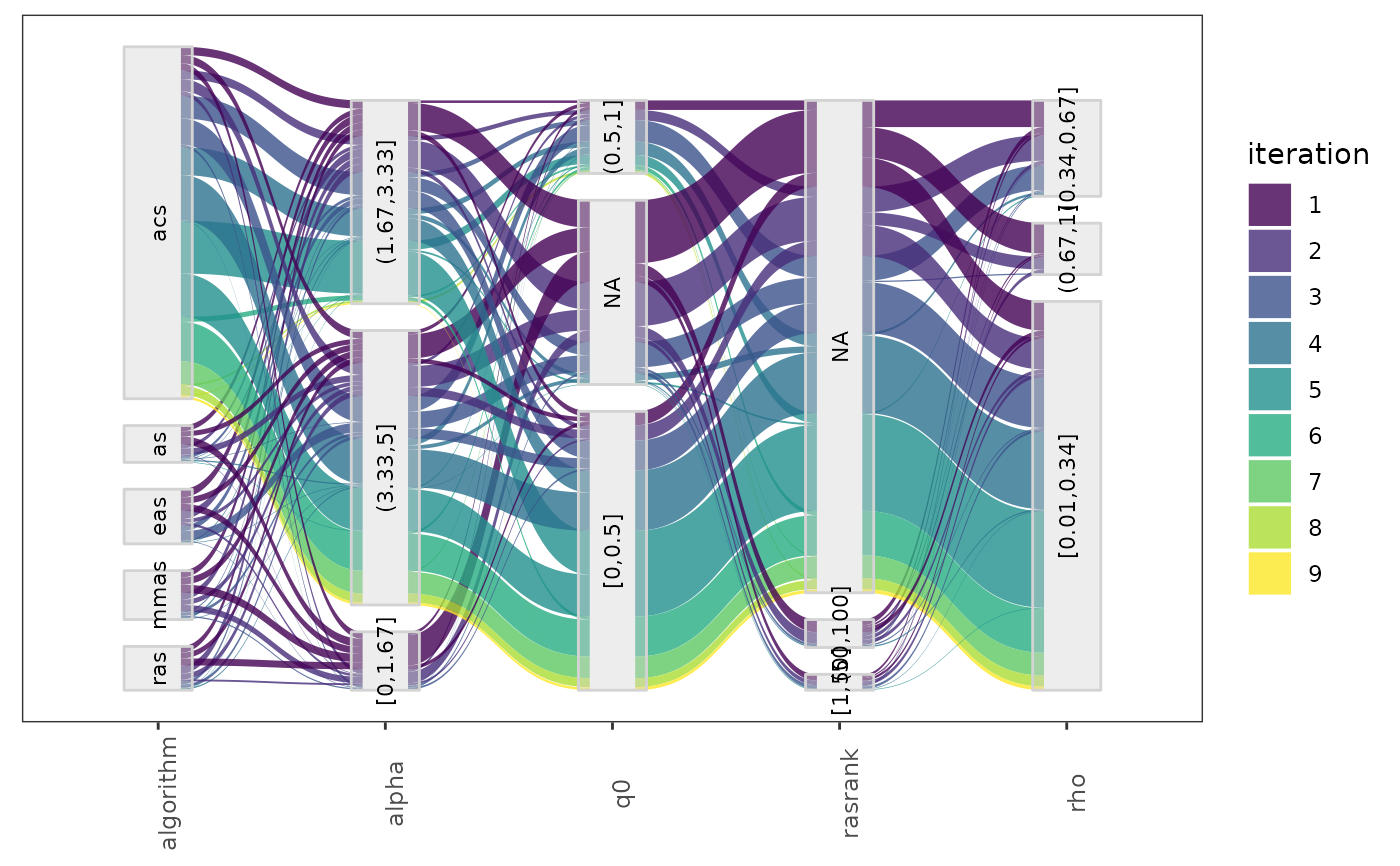 acs
as
eas
mmas
ras
(1.67,3.33]
(3.33,5]
[0,1.67]
(0.5,1]
NA
[0,0.5]
NA
(50,100]
[1,50]
(0.34,0.67]
(0.67,1]
[0.01,0.34]
algorithm
alpha
q0
rasrank
rho
iteration
1
2
3
4
5
6
7
8
9